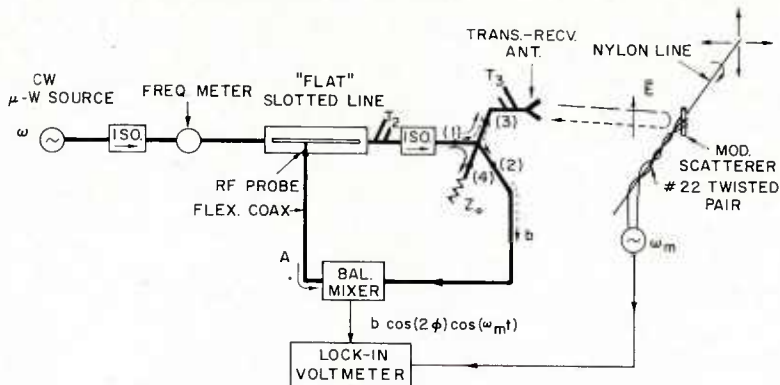 TRANS.-RECV.
ANT.
NYLON LINE
CW
μ-W SOURCE
FREQ METER
"FLAT"
SLOTTED LINE
T3
E
ω
ISO.
T2
ISO.
(1)
(3)
(2)
(4)
Zo
MOD.
SCATTERER
#22 TWISTED
PAIR
RF PROBE
FLEX. COAX
b
ωm
A
BAL.
MIXER
b cos(2φ)cos(ωmt)
LOCK-IN
VOLTMETER